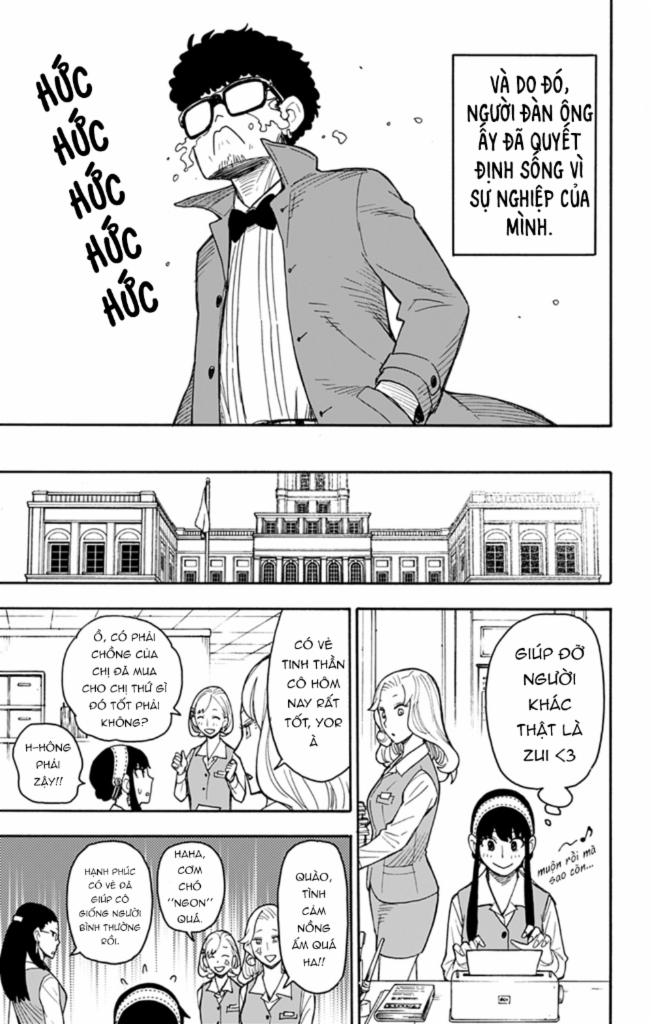 VÀ DO ĐÓ,
NGƯỜI ĐÀN ÔNG
ẤY ĐÃ QUYẾT
ĐỊNH SỐNG VÌ
SỰ NGHIỆP CỦA
MÌNH.
HỨC
HỨC
HỨC
HỨC
HỨC
GIÚP ĐỠ
NGƯỜI
KHÁC
THẬT LÀ
ZUI <3
muộn rồi mà
sao còn...
CÓ VẺ
TINH THẦN
CÔ HÔM
NAY RẤT
TỐT, YOR
À
Ồ, CÓ PHẢI
CHỒNG CỦA
CHỊ ĐÃ MUA
CHO CHỊ THỨ GÌ
ĐÓ TỐT PHẢI
KHÔNG?
H-HÔNG
PHẢI
ZẬY!!
QUÀO,
TÌNH
CẢM
NỒNG
ẤM QUÁ
HA!!
HAHA,
CƠM
CHÓ
"NGON"
QUÁ.
HẠNH PHÚC
CÓ VẺ ĐÃ
GIÚP CÔ
GIỐNG NGƯỜI
BÌNH THƯỜNG
RỒI.